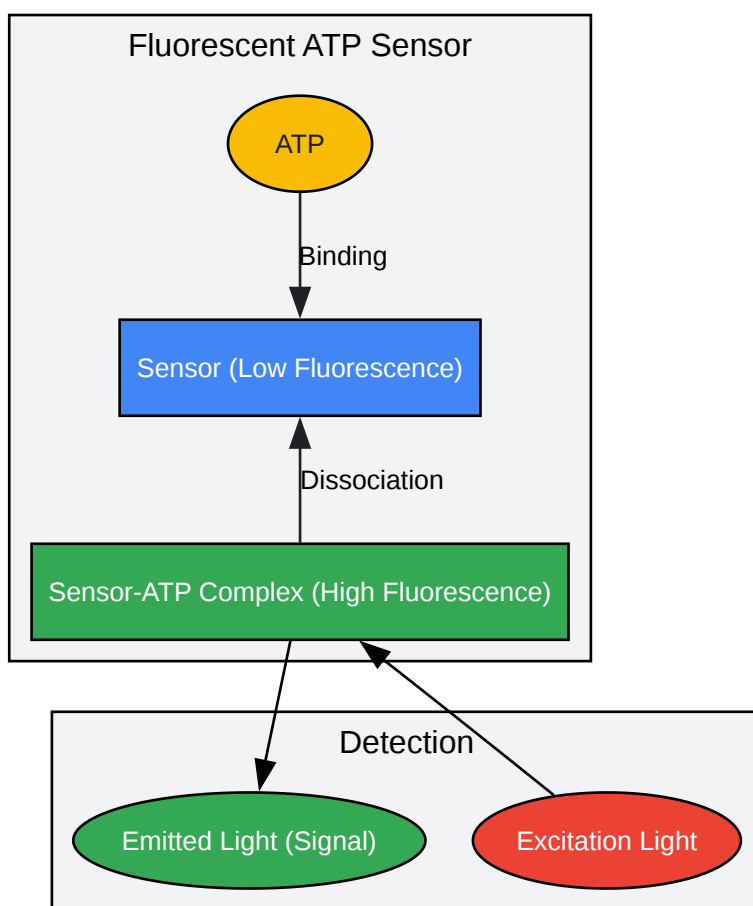 Fluorescent ATP Sensor
ATP
Binding
Sensor (Low Fluorescence)
Dissociation
Sensor-ATP Complex (High Fluorescence)
Detection
Emitted Light (Signal)
Excitation Light